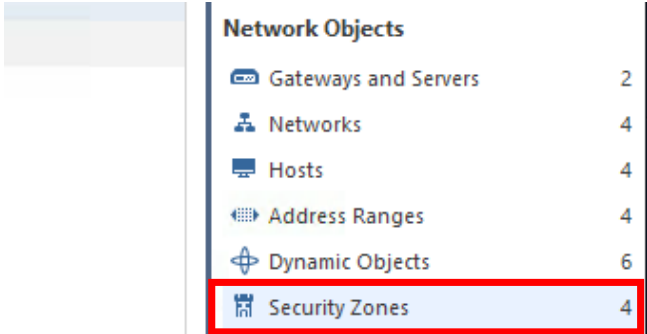 Network Objects
Gateways and Servers 2
Networks 4
Hosts 4
Address Ranges 4
Dynamic Objects 6
Security Zones 4